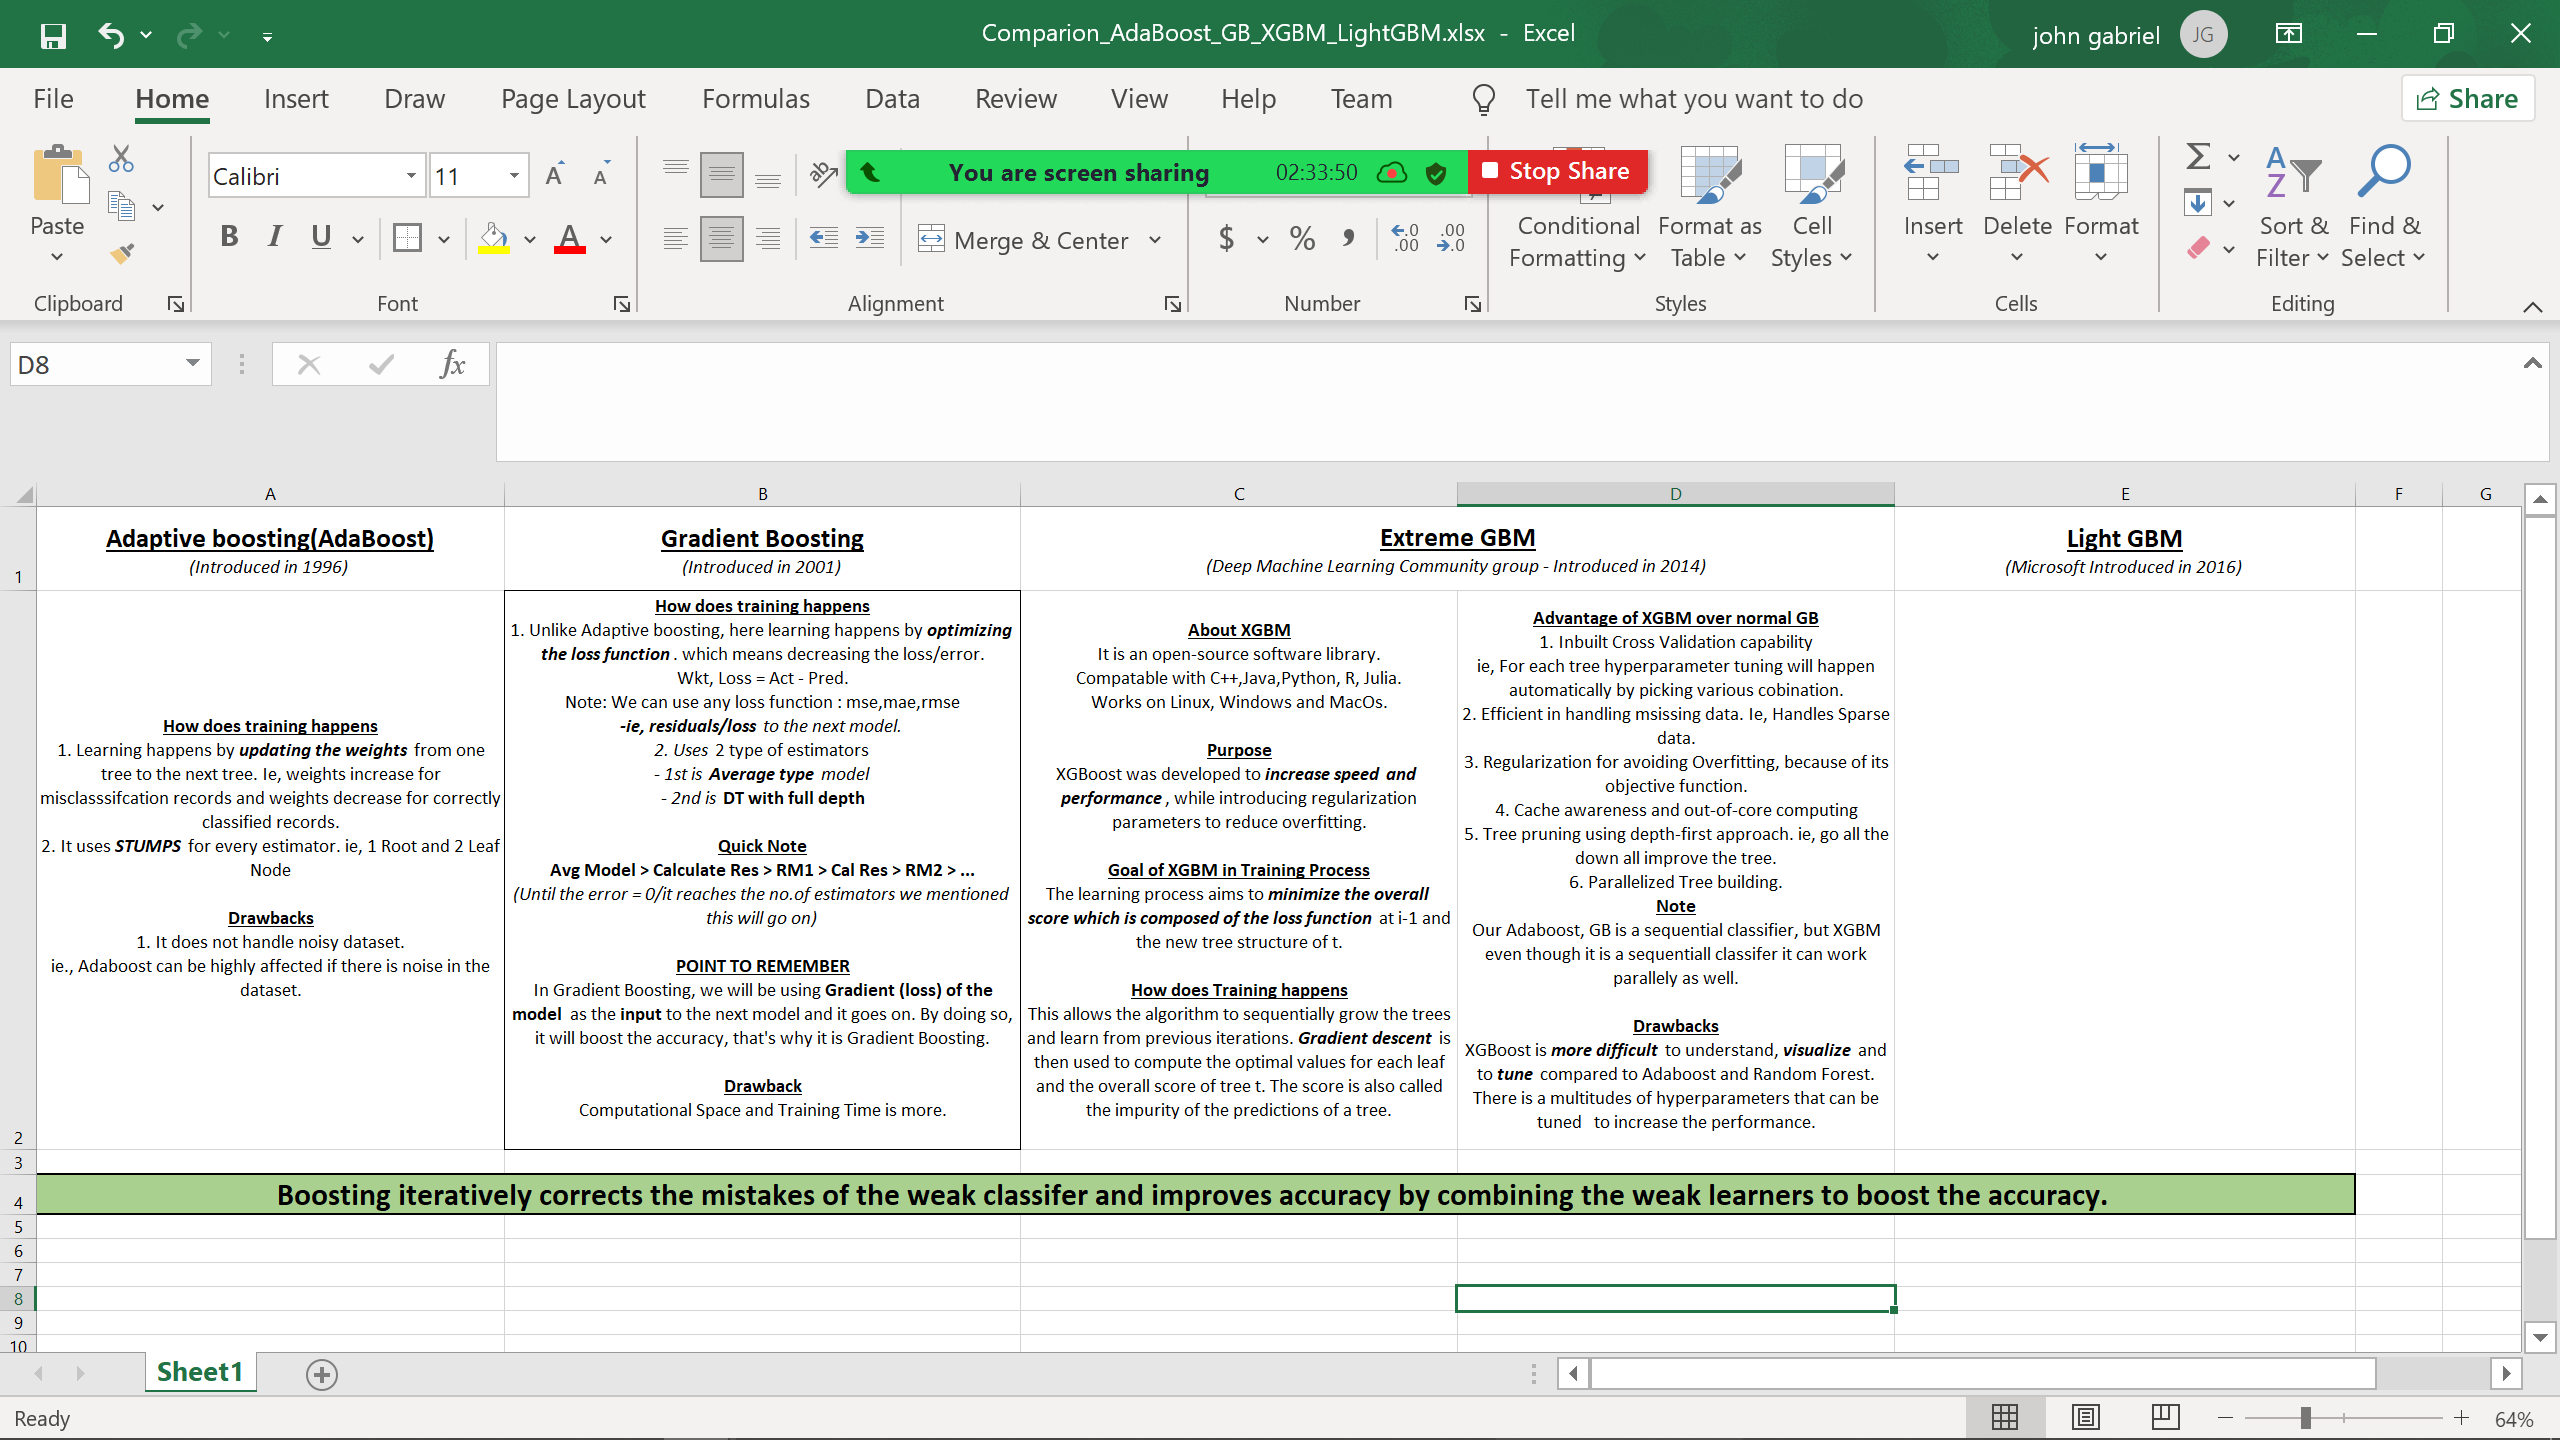 Comparion_AdaBoost_GB_XGBM_LightGBM.xlsx - Excel
john gabriel
JG
File
Home
Insert
Draw
Page Layout
Formulas
Data
Review
View
Help
Team
Tell me what you want to do
Share
You are screen sharing
02:33:50
Stop Share
Paste
Calibri
11
Merge & Center
Conditional
Formatting
Format as
Table
Cell
Styles
Insert
Delete
Format
Sort &
Filter
Find &
Select
Clipboard
Font
Alignment
Number
Styles
Cells
Editing
D8
fx
A
B
C
D
E
F
G
1
Adaptive boosting(AdaBoost)
(Introduced in 1996)
Gradient Boosting
(Introduced in 2001)
Extreme GBM
(Deep Machine Learning Community group - Introduced in 2014)
Light GBM
(Microsoft Introduced in 2016)
2
How does training happens
1. Learning happens by updating the weights from one
tree to the next tree. Ie, weights increase for
misclasssifcation records and weights decrease for correctly
classified records.
2. It uses STUMPS for every estimator. ie, 1 Root and 2 Leaf
Node
Drawbacks
1. It does not handle noisy dataset.
ie., Adaboost can be highly affected if there is noise in the
dataset.
How does training happens
1. Unlike Adaptive boosting, here learning happens by optimizing
the loss function . which means decreasing the loss/error.
Wkt, Loss = Act - Pred.
Note: We can use any loss function : mse,mae,rmse
-ie, residuals/loss to the next model.
2. Uses 2 type of estimators
- 1st is Average type model
- 2nd is DT with full depth
Quick Note
Avg Model > Calculate Res > RM1 > Cal Res > RM2 > ...
(Until the error = 0/it reaches the no.of estimators we mentioned
this will go on)
POINT TO REMEMBER
In Gradient Boosting, we will be using Gradient (loss) of the
model as the input to the next model and it goes on. By doing so,
it will boost the accuracy, that's why it is Gradient Boosting.
Drawback
Computational Space and Training Time is more.
About XGBM
It is an open-source software library.
Compatable with C++,Java,Python, R, Julia.
Works on Linux, Windows and MacOs.
Purpose
XGBoost was developed to increase speed and
performance , while introducing regularization
parameters to reduce overfitting.
Goal of XGBM in Training Process
The learning process aims to minimize the overall
score which is composed of the loss function at i-1 and
the new tree structure of t.
How does Training happens
This allows the algorithm to sequentially grow the trees
and learn from previous iterations. Gradient descent is
then used to compute the optimal values for each leaf
and the overall score of tree t. The score is also called
the impurity of the predictions of a tree.
Advantage of XGBM over normal GB
1. Inbuilt Cross Validation capability
ie, For each tree hyperparameter tuning will happen
automatically by picking various cobination.
2. Efficient in handling msissing data. Ie, Handles Sparse
data.
3. Regularization for avoiding Overfitting, because of its
objective function.
4. Cache awareness and out-of-core computing
5. Tree pruning using depth-first approach. ie, go all the
down all improve the tree.
6. Parallelized Tree building.
Note
Our Adaboost, GB is a sequential classifier, but XGBM
even though it is a sequentiall classifer it can work
parallely as well.
Drawbacks
XGBoost is more difficult to understand, visualize and
to tune compared to Adaboost and Random Forest.
There is a multitudes of hyperparameters that can be
tuned to increase the performance.
3
4
Boosting iteratively corrects the mistakes of the weak classifer and improves accuracy by combining the weak learners to boost the accuracy.
5
6
7
8
9
10
Sheet1
Ready
64%